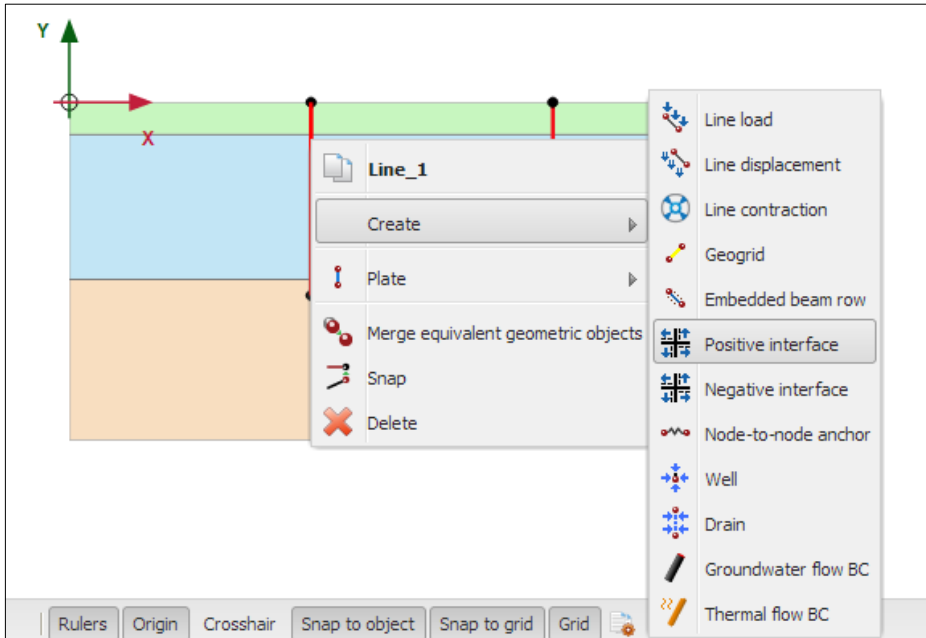 Y
X
Line_1
Create
Plate
Merge equivalent geometric objects
Snap
Delete
Line load
Line displacement
Line contraction
Geogrid
Embedded beam row
Positive interface
Negative interface
Node-to-node anchor
Well
Drain
Groundwater flow BC
Thermal flow BC
Rulers Origin Crosshair Snap to object Snap to grid Grid